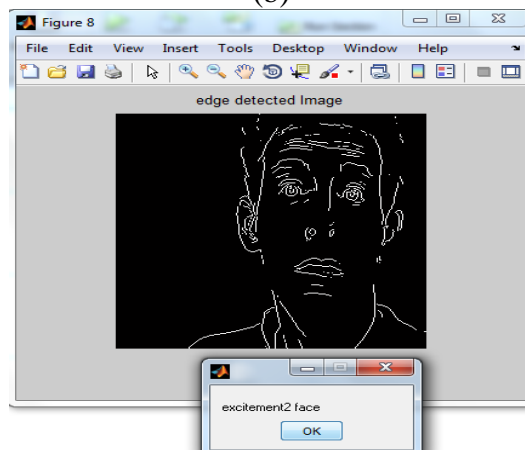 Figure 8
File Edit View Insert Tools Desktop Window Help
edge detected Image
excitement2 face
OK